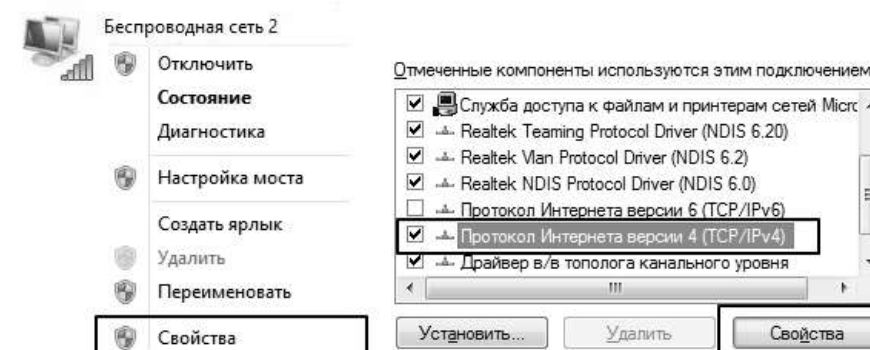 Беспроводная сеть 2
Отключить
Состояние
Диагностика
Настройка моста
Создать ярлык
Удалить
Переименовать
Свойства
Отмеченные компоненты используются этим подключением
Служба доступа к файлам и принтерам сетей Micro
Realtek Teaming Protocol Driver (NDIS 6.20)
Realtek Vlan Protocol Driver (NDIS 6.2)
Realtek NDIS Protocol Driver (NDIS 6.0)
Протокол Интернета версии 6 (TCP/IPv6)
Протокол Интернета версии 4 (TCP/IPv4)
Драйвер в/в тополога канального уровня
Установить...
Удалить
Свойства